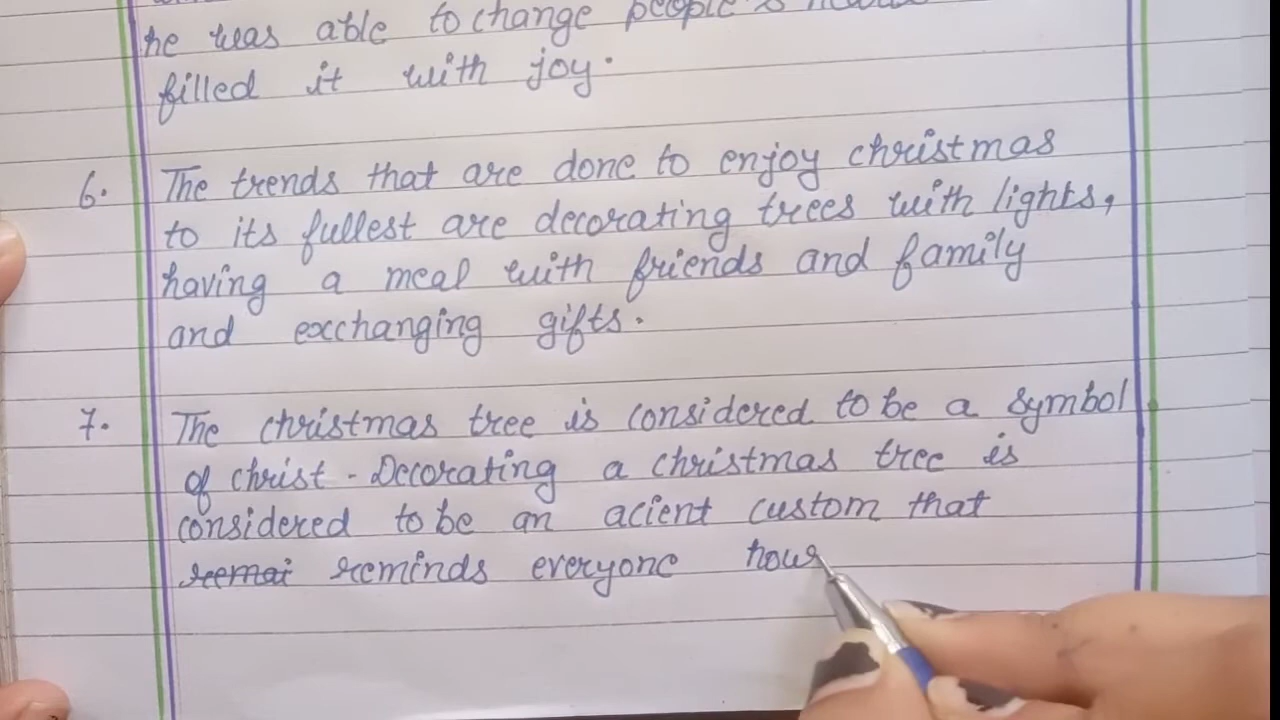 he was able to change people's
filled it with joy.
6. The trends that are done to enjoy christmas
to its fullest are decorating trees with lights,
having a meal with friends and family
and exchanging gifts.
7. The christmas tree is considered to be a symbol
of christ. Decorating a christmas tree is
considered to be an acient custom that
remai reminds everyone how